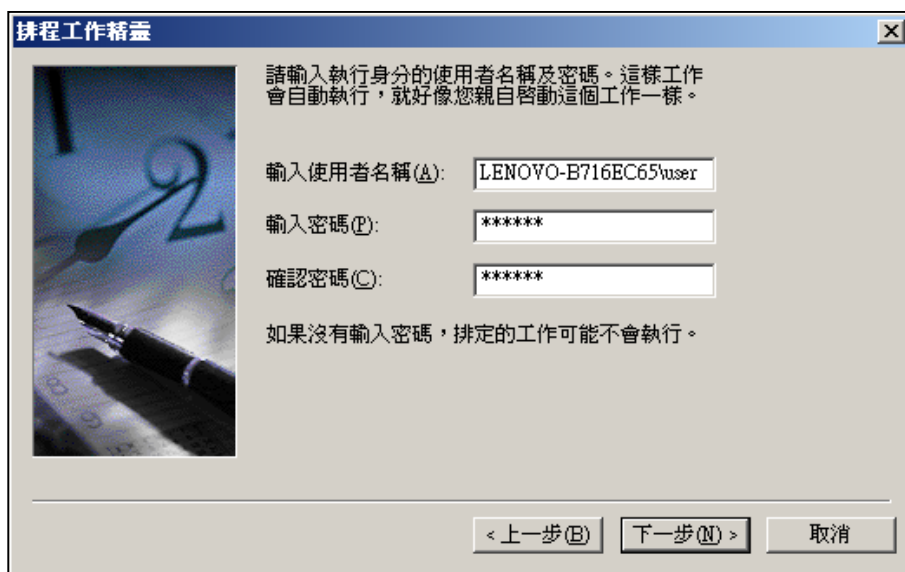 排程工作精靈
請輸入執行身分的使用者名稱及密碼。這樣工作
會自動執行，就好像您親自啓動這個工作一樣。
輸入使用者名稱(A): LENOVO-B716EC65\user
輸入密碼(P): ******
確認密碼(C): ******
如果沒有輸入密碼，排定的工作可能不會執行。
<上一步(B) 下一步(N)> 取消